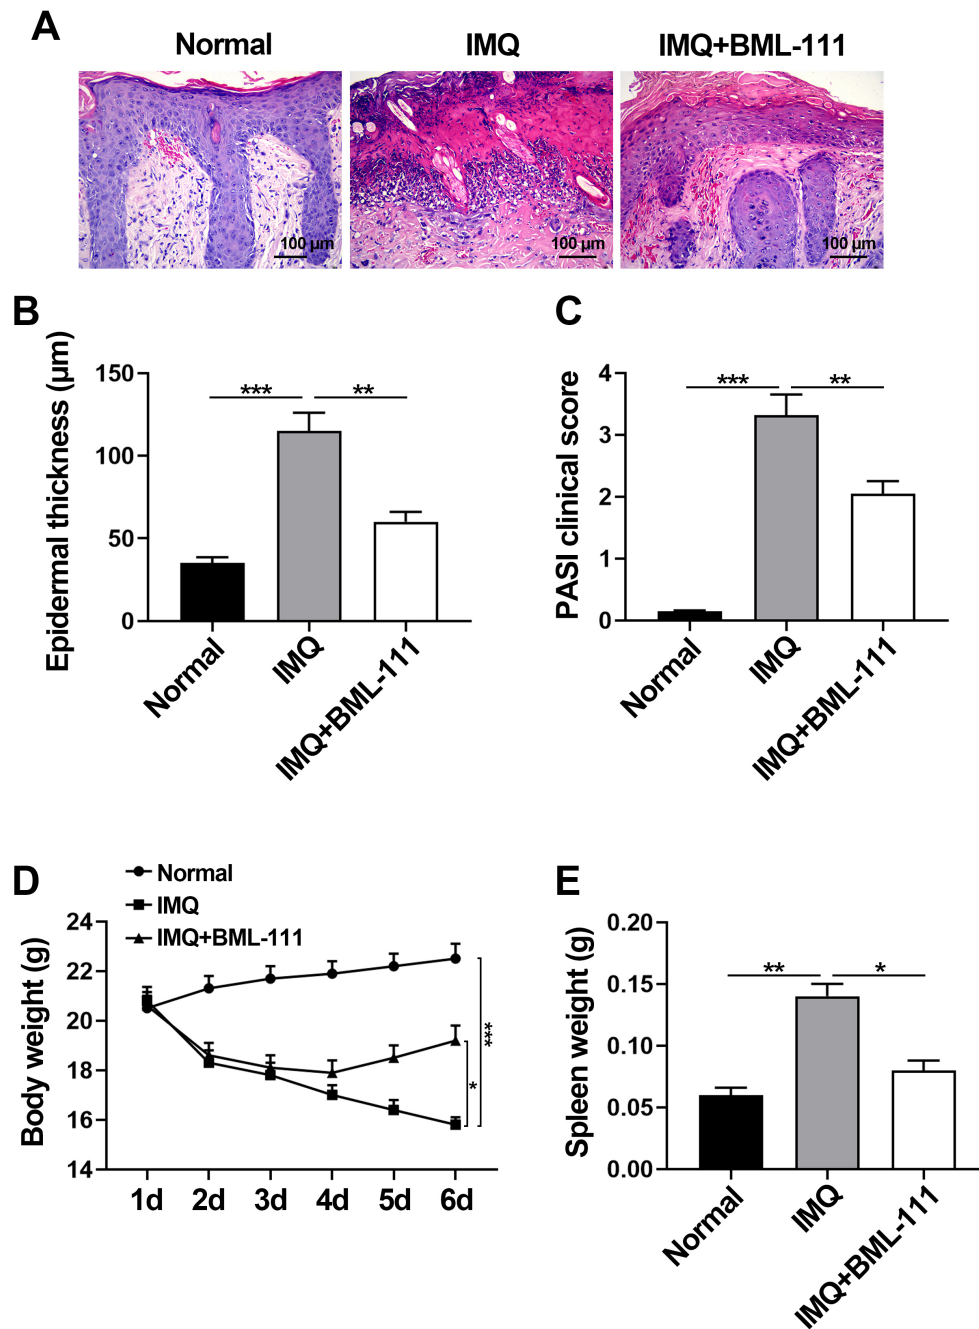 A
Normal IMQ IMQ+BML-111
100 µm 100 µm 100 µm
B
Epidermal thickness (µm)
150
100
50
0
*** **
Normal IMQ IMQ+BML-111
C
PASI clinical score
4
3
2
1
0
*** **
Normal IMQ IMQ+BML-111
D
Normal
IMQ
IMQ+BML-111
Body weight (g)
24
22
20
18
16
14
1d 2d 3d 4d 5d 6d
*
***
E
Spleen weight (g)
0.20
0.15
0.10
0.05
0.00
** *
Normal IMQ IMQ+BML-111